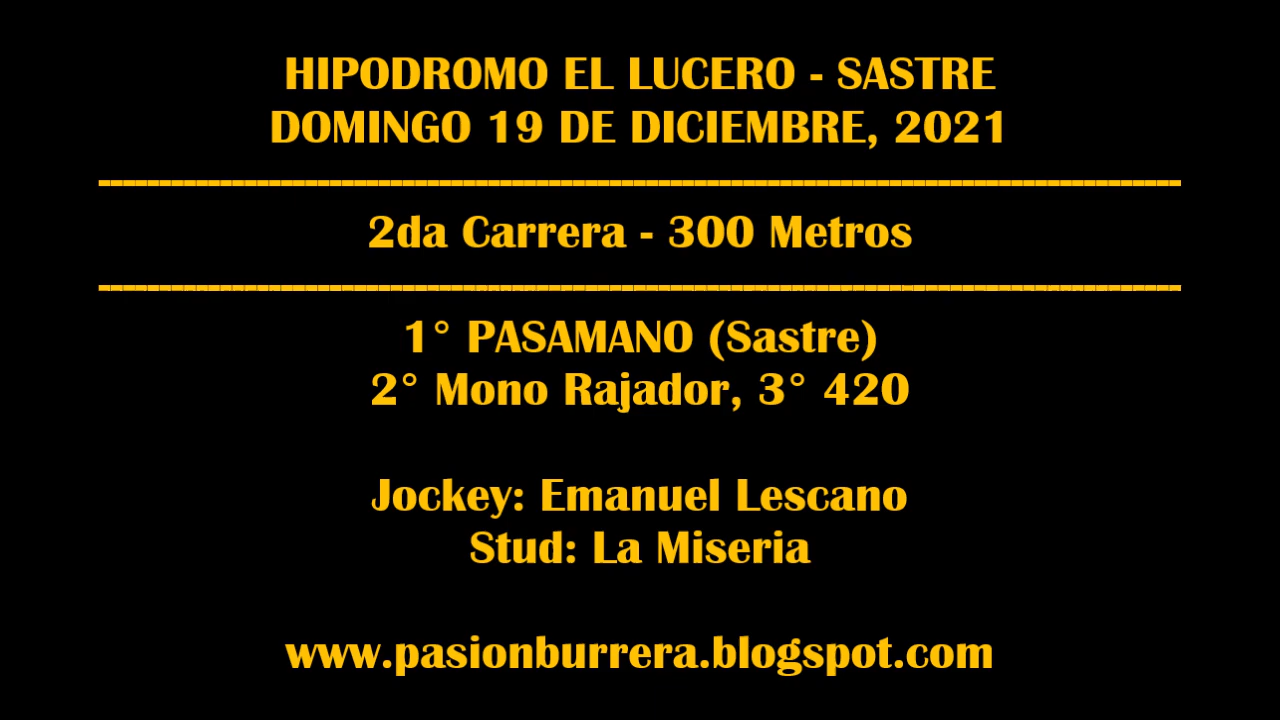 HIPODROMO EL LUCERO - SASTRE
DOMINGO 19 DE DICIEMBRE, 2021
2da Carrera - 300 Metros
1° PASAMANO (Sastre)
2° Mono Rajador, 3° 420
Jockey: Emanuel Lescano
Stud: La Miseria
www.pasionburrera.blogspot.com